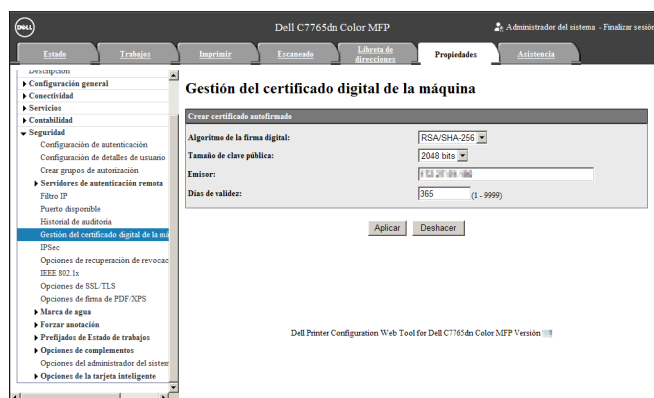 DELL
Dell C7765dn Color MFP
Administrador del sistema - Finalizar sesión
Estado
Trabajos
Imprimir
Escaneado
Libreta de
direcciones
Propiedades
Asistencia
Descripción
Configuración general
Conectividad
Servicios
Contabilidad
Seguridad
Configuración de autenticación
Configuración de detalles de usuario
Crear grupos de autorización
Servidores de autenticación remota
Filtro IP
Puerto disponible
Historial de auditoria
Gestión del certificado digital de la má
IPSec
Opciones de recuperación de revocac
IEEE 802.1x
Opciones de SSL/TLS
Opciones de firma de PDF/XPS
Marca de agua
Forzar anotación
Prefijados de Estado de trabajos
Opciones de complementos
Opciones del administrador del sistem
Opciones de la tarjeta inteligente
Gestión del certificado digital de la máquina
Crear certificado autofirmado
Algoritmo de la firma digital:
RSA/SHA-256
Tamaño de clave pública:
2048 bits
Emisor:
Días de validez:
365
(1 - 9999)
Aplicar
Deshacer
Dell Printer Configuration Web Tool for Dell C7765dn Color MFP Versión